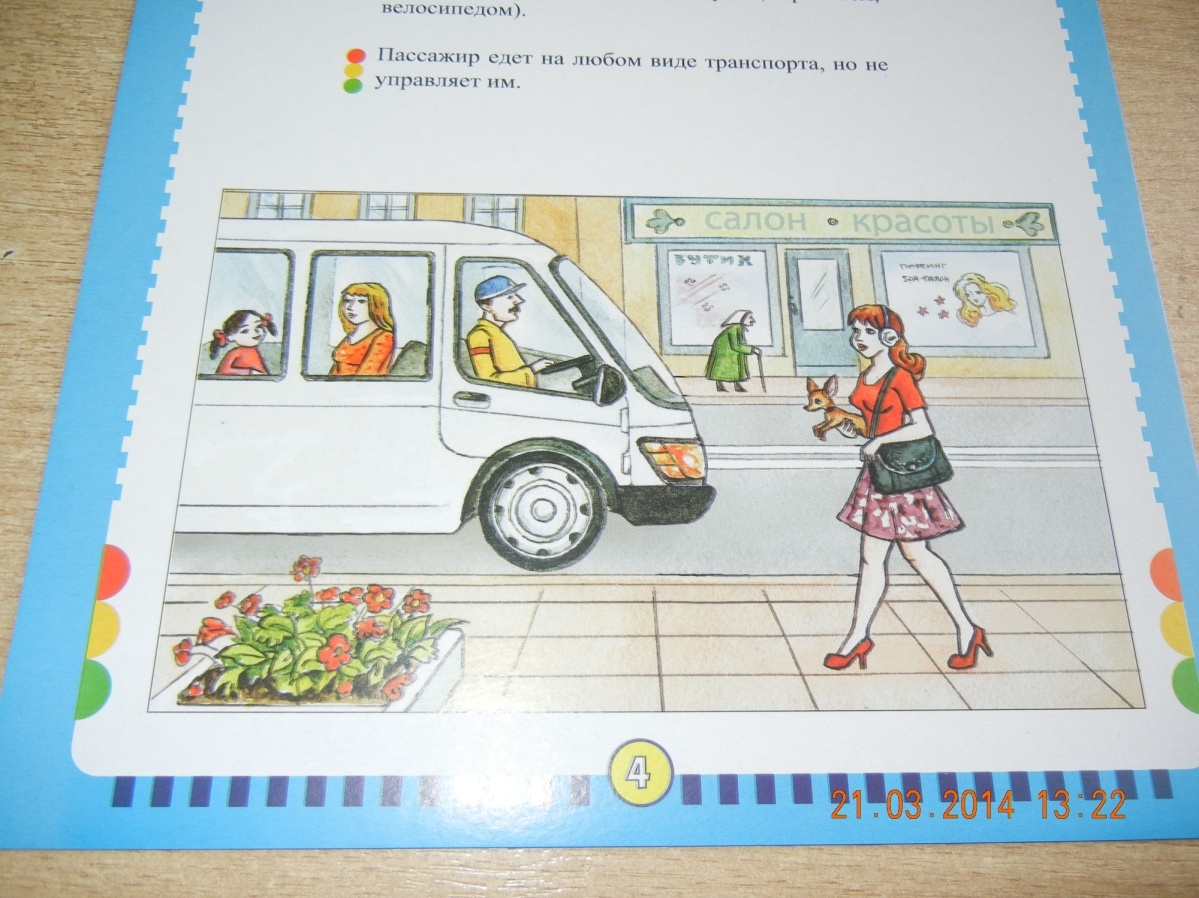 велосипедом).
Пассажир едет на любом виде транспорта, но не
управляет им.
салон красоты
БУТИК
4
21.03.2014 13:22